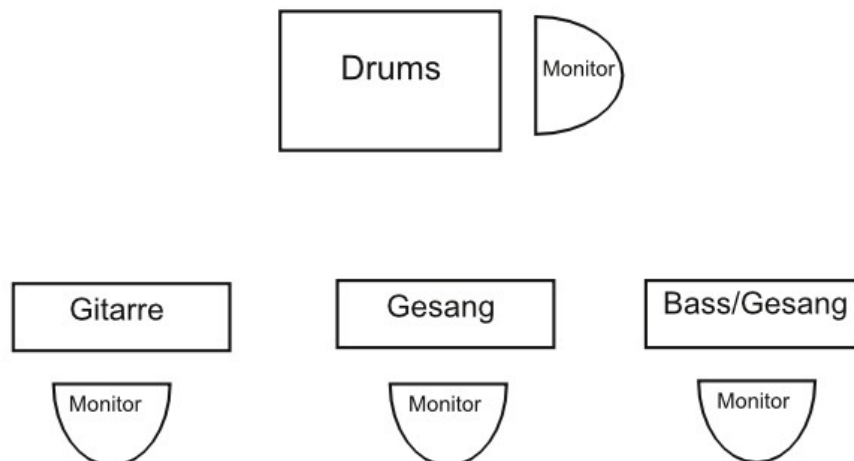 Drums
Monitor
Gitarre
Gesang
Bass/Gesang
Monitor
Monitor
Monitor